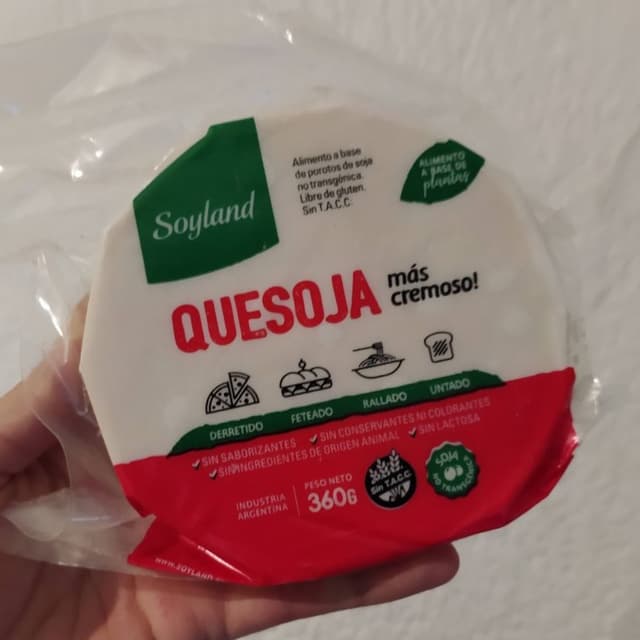 Soyland
Alimento a base
de porotos de soja
no transgénica.
Libre de gluten.
Sin T.A.C.C.
ALIMENTO
A BASE DE
plantas
QUESOJA
más
cremoso!
DERRETIDO
FETEADO
RALLADO
UNTADO
SIN SABORIZANTES
SIN CONSERVANTES NI COLORANTES
SIN INGREDIENTES DE ORIGEN ANIMAL
SIN LACTOSA
INDUSTRIA
ARGENTINA
PESO NETO
360G
Sin T.A.C.C.
SOJA
NO TRANSGÉNICA
WWW.SOYLAND